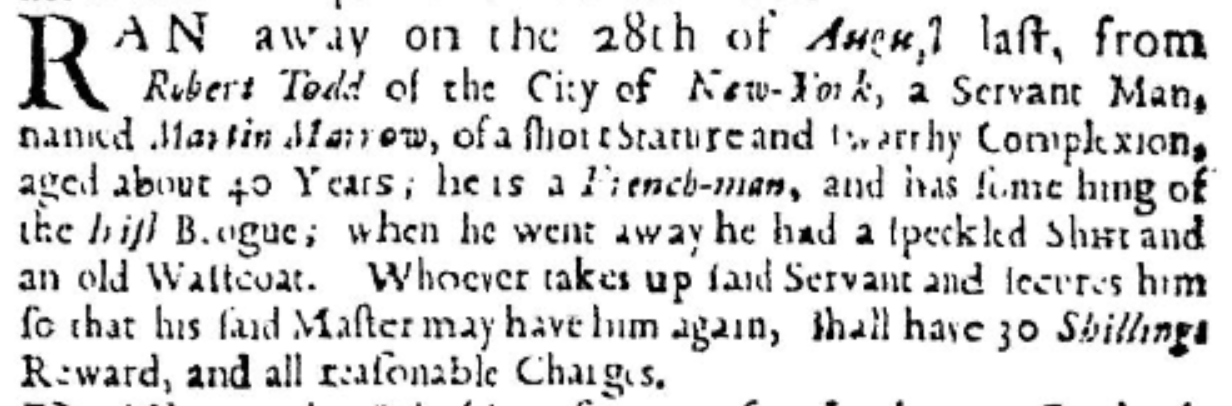 RAN away on the 28th of Auguſt laſt, from
Robert Todd of the City of New-York, a Servant Man,
named Martin Marrow, of a ſhort Stature and ſwarthy Complexion,
aged about 40 Years; he is a French-man, and has ſomething of
the Iriſh Brogue; when he went away he had a ſpeckled Shirt and
an old Waſtcoat. Whoever takes up ſaid Servant and ſecures him
ſo that his ſaid Maſter may have him again, ſhall have 30 Shillings
Reward, and all reaſonable Charges.